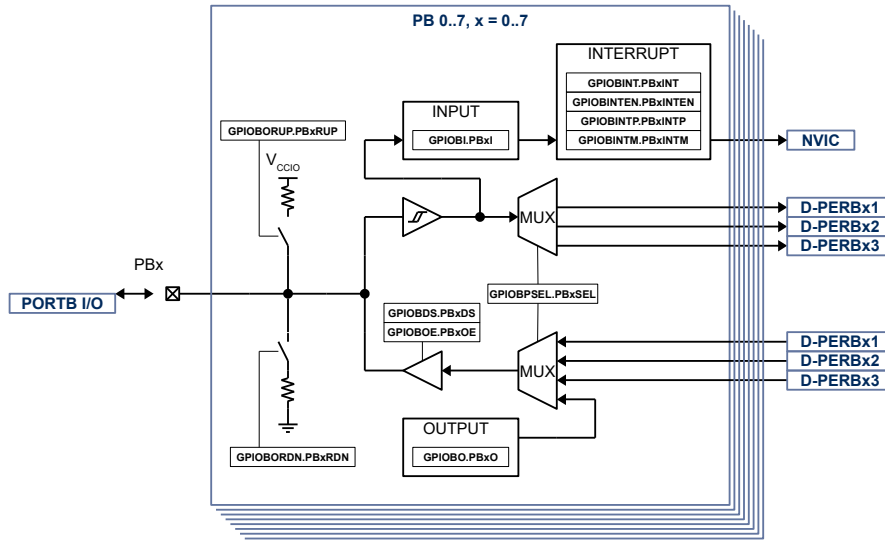 PB 0..7, x = 0..7
INTERRUPT
GPIOBINT.PBxINT
GPIOBINTEN.PBxINTEN
GPIOBINTP.PBxINTP
GPIOBINTM.PBxINTM
INPUT
GPIOBI.PBxI
NVIC
GPIOBORUP.PBxRUP
VCCIO
MUX
D-PERBx1
D-PERBx2
D-PERBx3
PBx
PORTB I/O
GPIOBPSEL.PBxSEL
GPIOBDS.PBxDS
GPIOBOE.PBxOE
MUX
D-PERBx1
D-PERBx2
D-PERBx3
OUTPUT
GPIOBO.PBxO
GPIOBORDN.PBxRDN